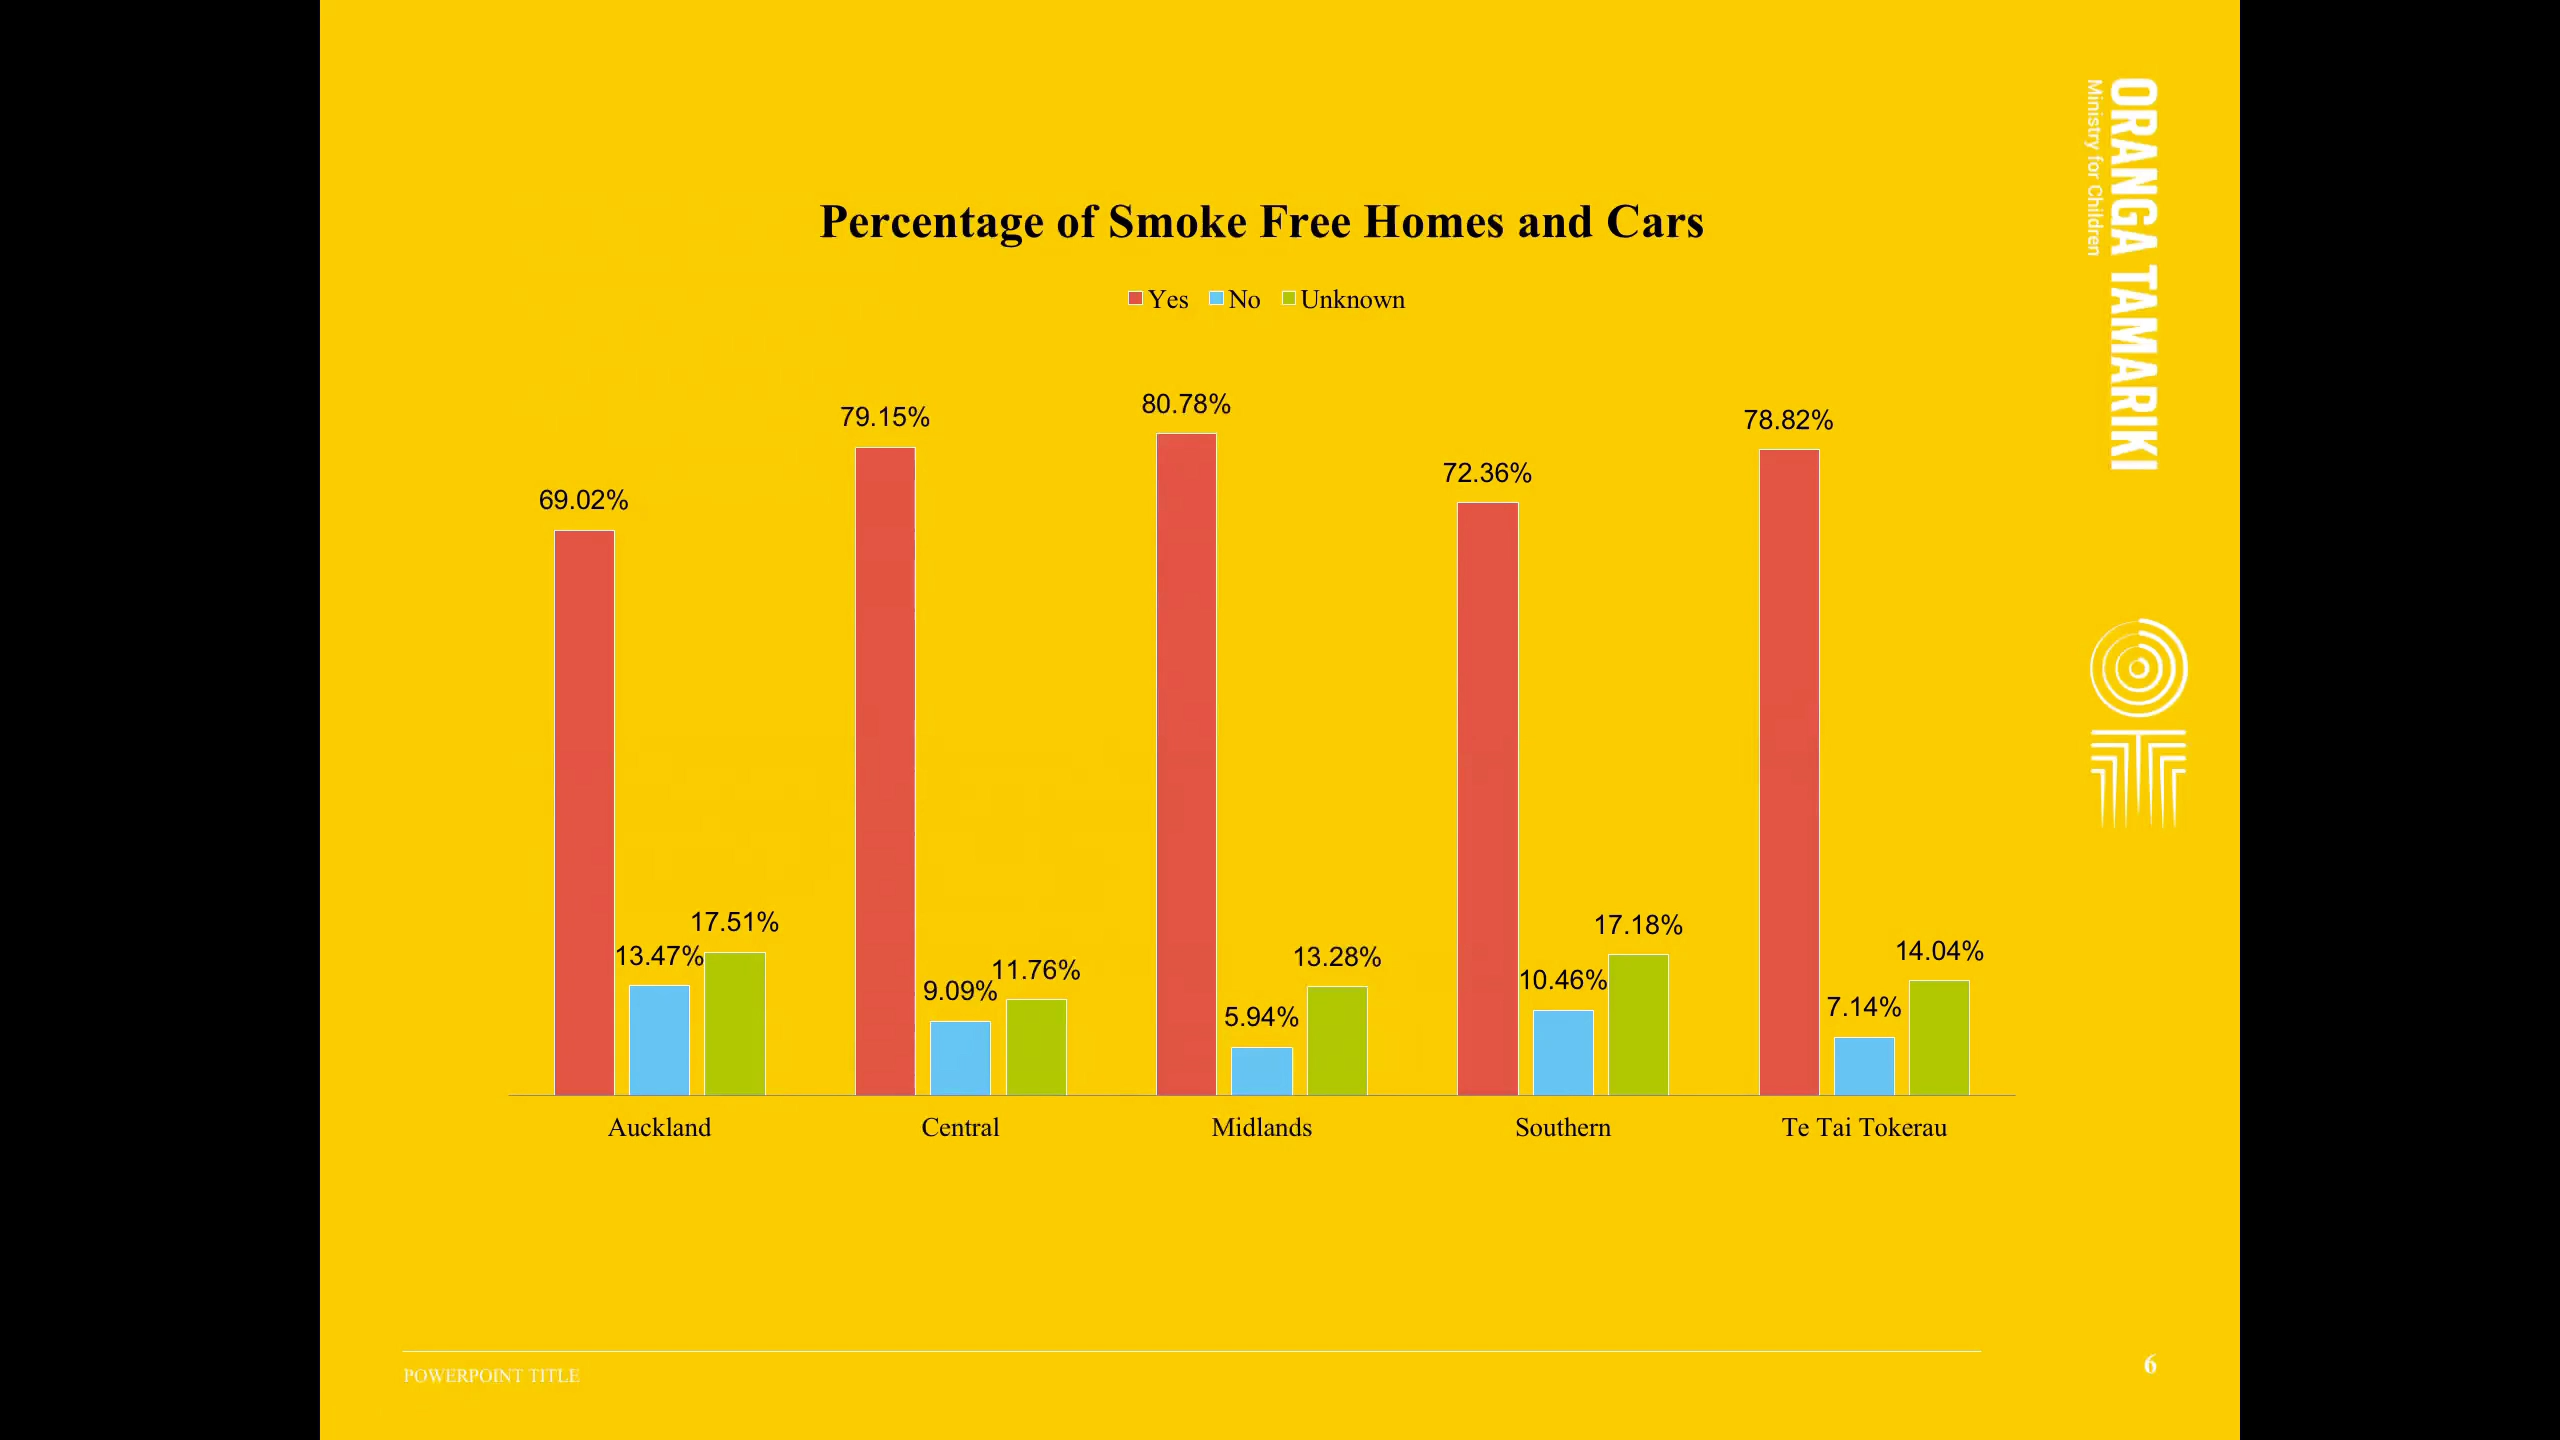 Percentage of Smoke Free Homes and Cars
Yes No Unknown
69.02%
13.47%
17.51%
79.15%
9.09%
11.76%
80.78%
5.94%
13.28%
72.36%
10.46%
17.18%
78.82%
7.14%
14.04%
Auckland
Central
Midlands
Southern
Te Tai Tokerau
ORANGA TAMARIKI
Ministry for Children
POWERPOINT TITLE
6